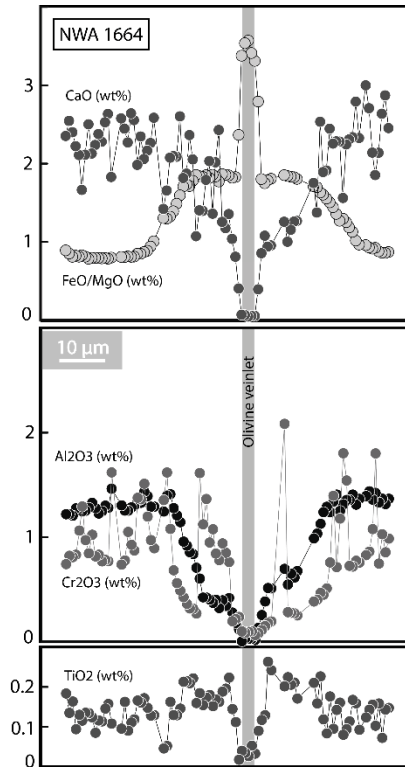 NWA 1664
3
CaO (wt%)
2
1
FeO/MgO (wt%)
0
10 µm
Olivine veinlet
2
Al2O3 (wt%)
1
Cr2O3 (wt%)
0
TiO2 (wt%)
0.2
0.1
0